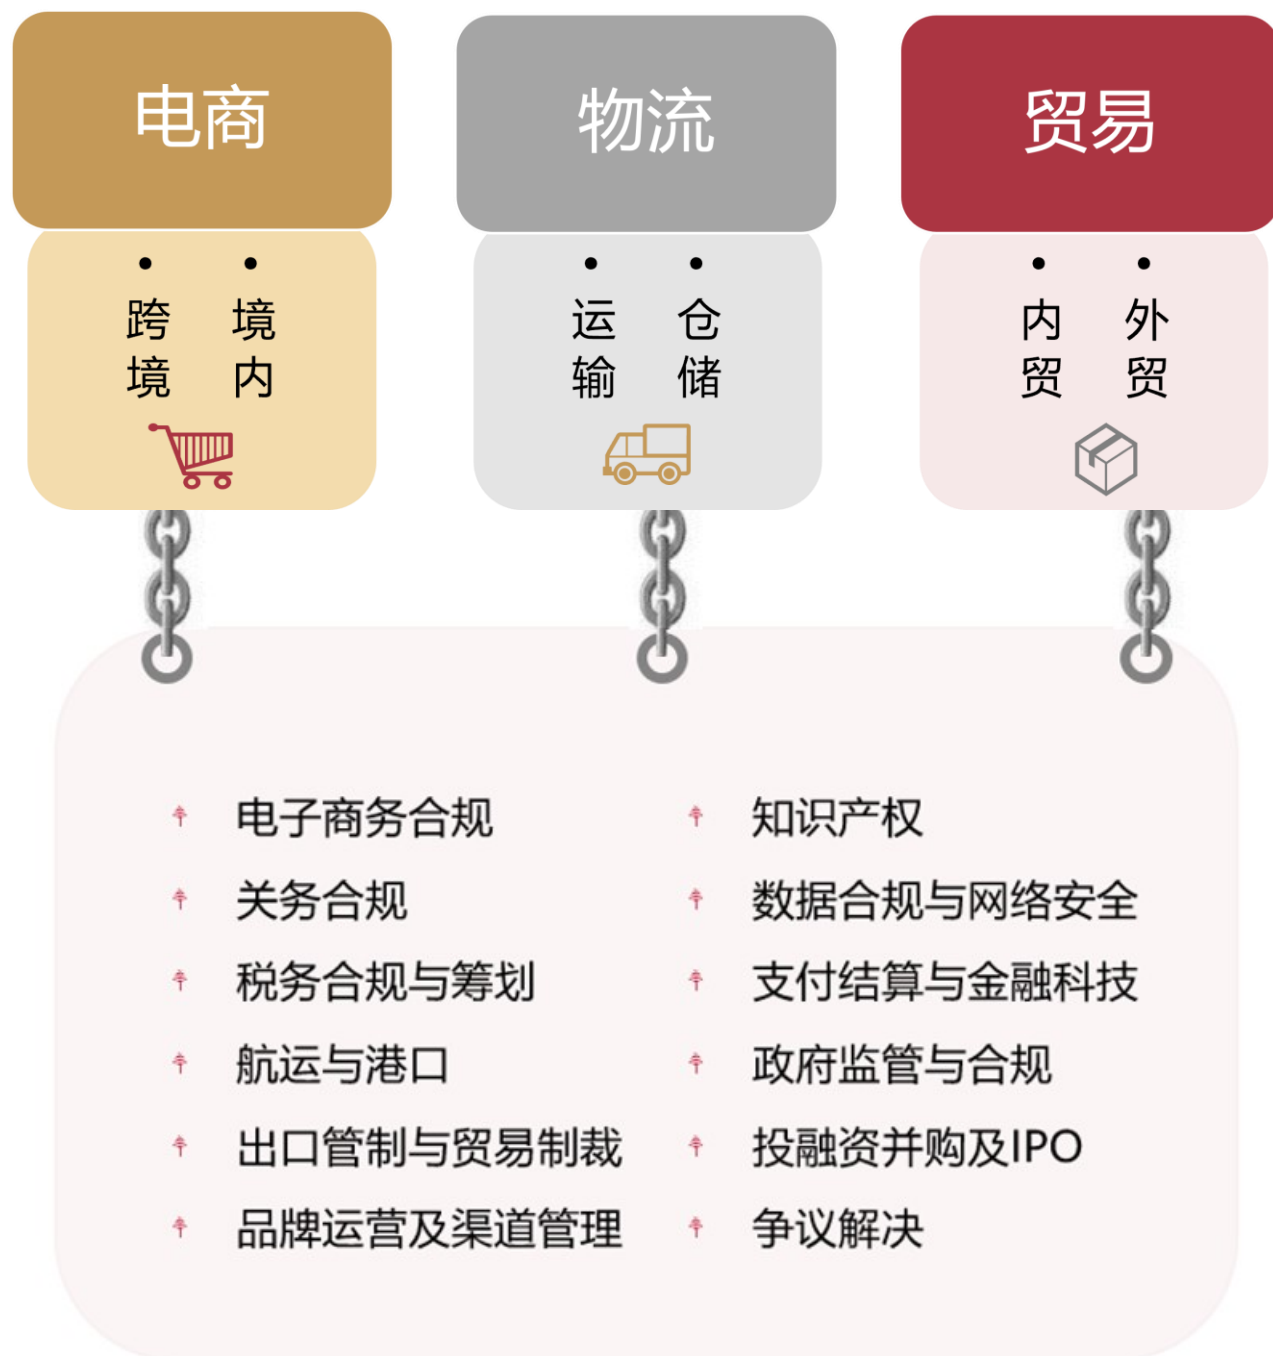 电商
物流
贸易
• 跨境
• 境内
• 运输
• 仓储
• 内贸
• 外贸
电子商务合规
关务合规
税务合规与筹划
航运与港口
出口管制与贸易制裁
品牌运营及渠道管理
知识产权
数据合规与网络安全
支付结算与金融科技
政府监管与合规
投融资并购及IPO
争议解决